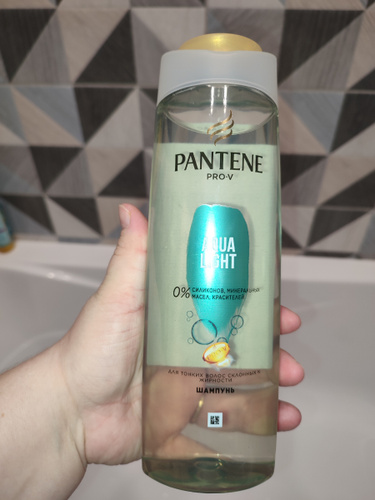 PANTENE
PRO-V
AQUA
LIGHT
0% СИЛИКОНОВ, МИНЕРАЛЬНЫХ
МАСЕЛ, КРАСИТЕЛЕЙ
ДЛЯ ТОНКИХ ВОЛОС СКЛОННЫХ К
ЖИРНОСТИ
ШАМПУНЬ